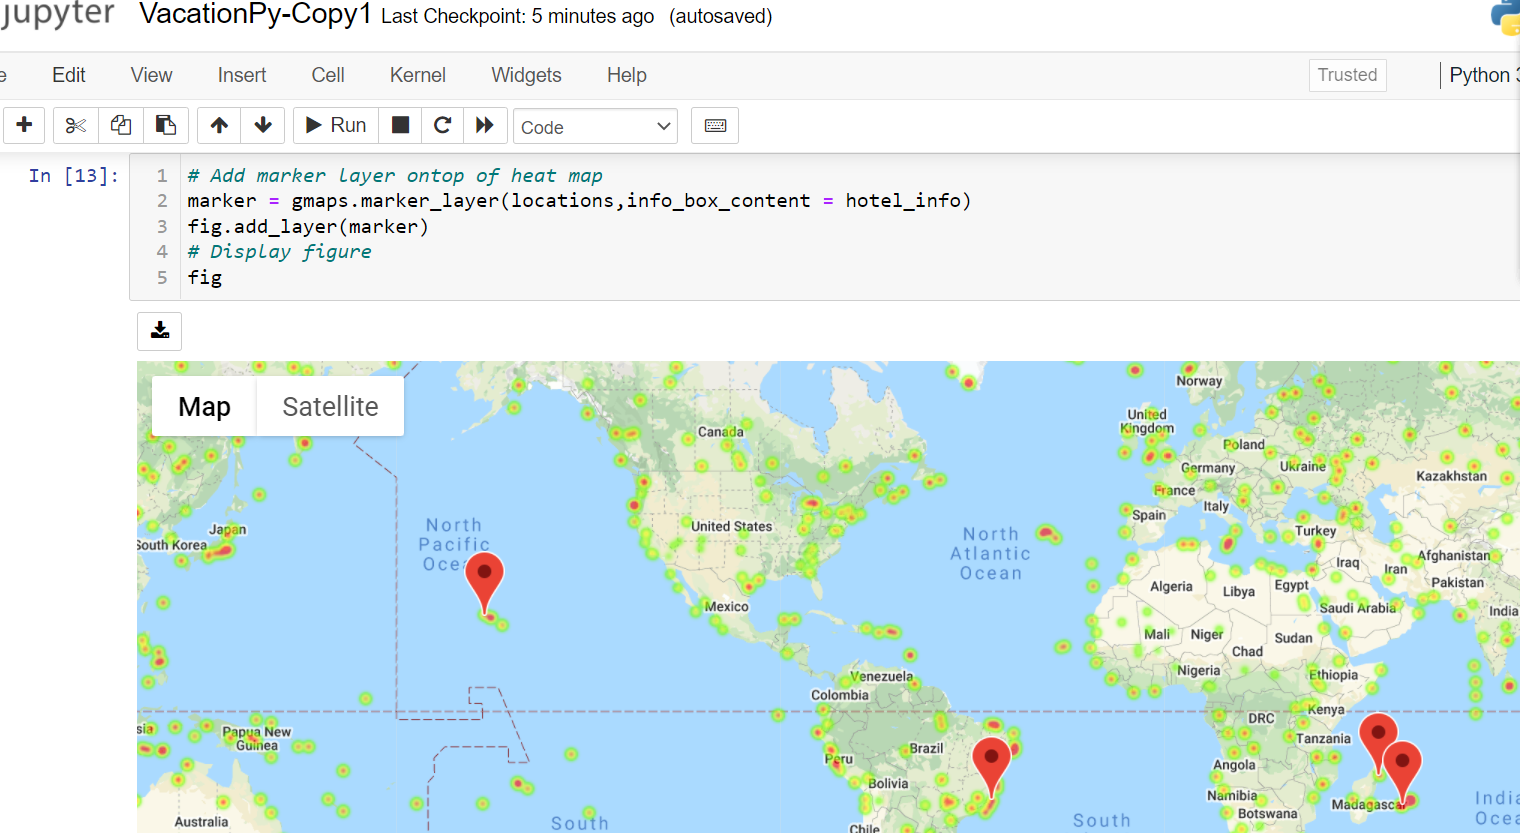 jupyter VacationPy-Copy1 Last Checkpoint: 5 minutes ago (autosaved)
e Edit View Insert Cell Kernel Widgets Help Trusted Python 3
Run Code
In [13]:
1 # Add marker layer ontop of heat map
2 marker = gmaps.marker_layer(locations,info_box_content = hotel_info)
3 fig.add_layer(marker)
4 # Display figure
5 fig
Map Satellite
Norway
United
Kingdom
Canada
Poland
Germany
Ukraine
Kazakhstan
France
Italy
Spain
North
Pacific
Oce
United States
North
Atlantic
Ocean
Japan
South Korea
Turkey
Afghanistan
Iraq
Iran
Pakistan
Algeria
Libya
Egypt
Saudi Arabia
India
Mexico
Mali
Niger
Sudan
Chad
Nigeria
Ethiopia
Venezuela
Colombia
Kenya
DRC
sia
Papua New
Guinea
Tanzania
Brazil
Peru
Angola
Bolivia
Namibia
Madagascar
Botswana
India
Ocea
Australia
South
South
Chile